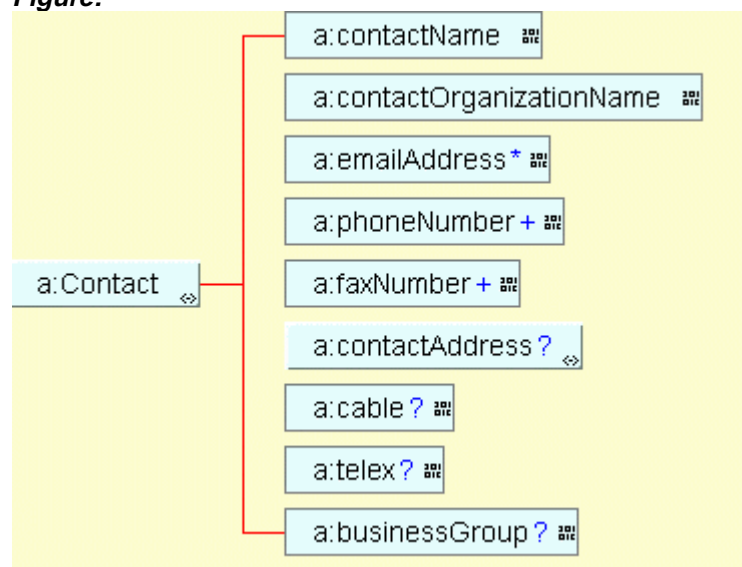 Figure:
a:contactName
a:contactOrganizationName
a:emailAddress*
a:phoneNumber+
a:Contact
a:faxNumber+
a:contactAddress?
a:cable?
a:telex?
a:businessGroup?